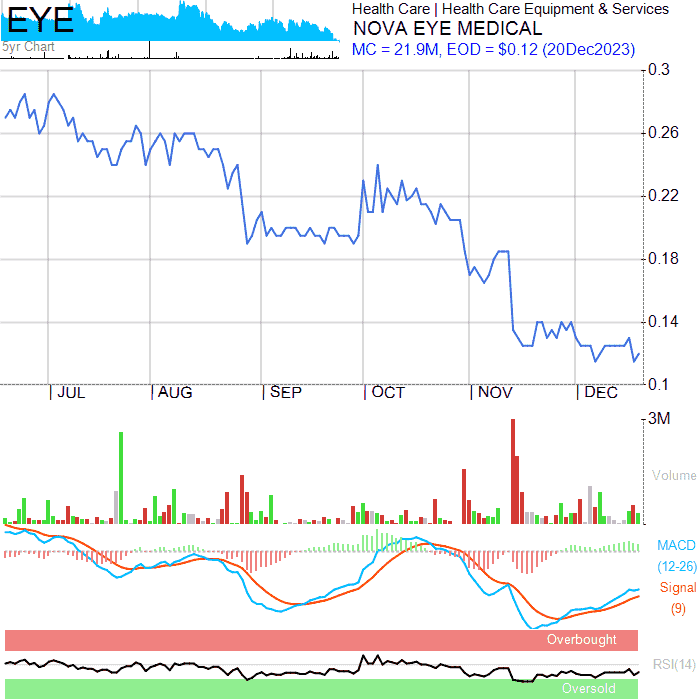 EYE
5yr Chart
Health Care | Health Care Equipment & Services
NOVA EYE MEDICAL
MC = 21.9M, EOD = $0.12 (20Dec2023)
0.3
0.26
0.22
0.18
0.14
0.1
JUL
AUG
SEP
OCT
NOV
DEC
3M
Volume
MACD
(12-26)
Signal
(9)
Overbought
RSI(14)
Oversold